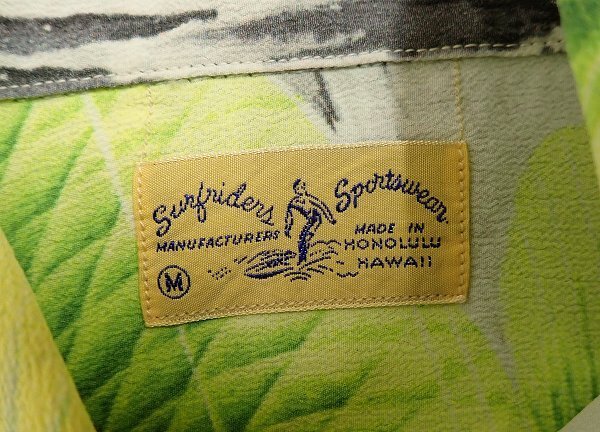 Surfriders Sportswear
MANUFACTURERS MADE IN
HONOLULU
M HAWAII